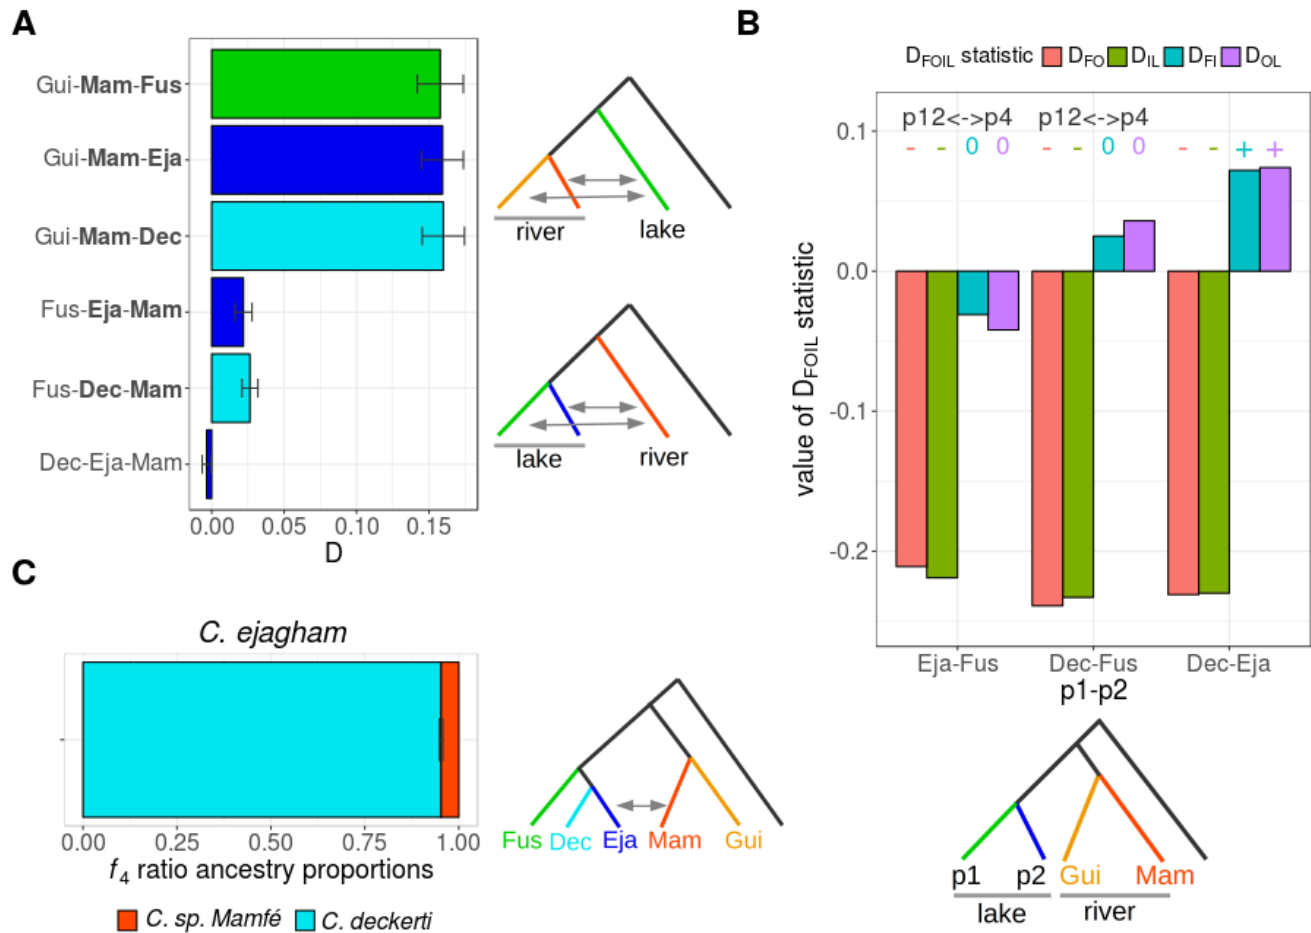 A
Gui-Mam-Fus
Gui-Mam-Eja
Gui-Mam-Dec
Fus-Eja-Mam
Fus-Dec-Mam
Dec-Eja-Mam
0.00 0.05 0.10 0.15
D
river lake
lake river
B
DFOIL statistic DFO DIL DFI DOL
p12<->p4 p12<->p4
- - 0 0 - - 0 0 - - + +
0.1
0.0
-0.1
-0.2
value of DFOIL statistic
Eja-Fus Dec-Fus Dec-Eja
p1-p2
p1 p2 Gui Mam
lake river
C
C. ejagham
0.00 0.25 0.50 0.75 1.00
f4 ratio ancestry proportions
C. sp. Mamfé C. deckerti
Fus Dec Eja Mam Gui